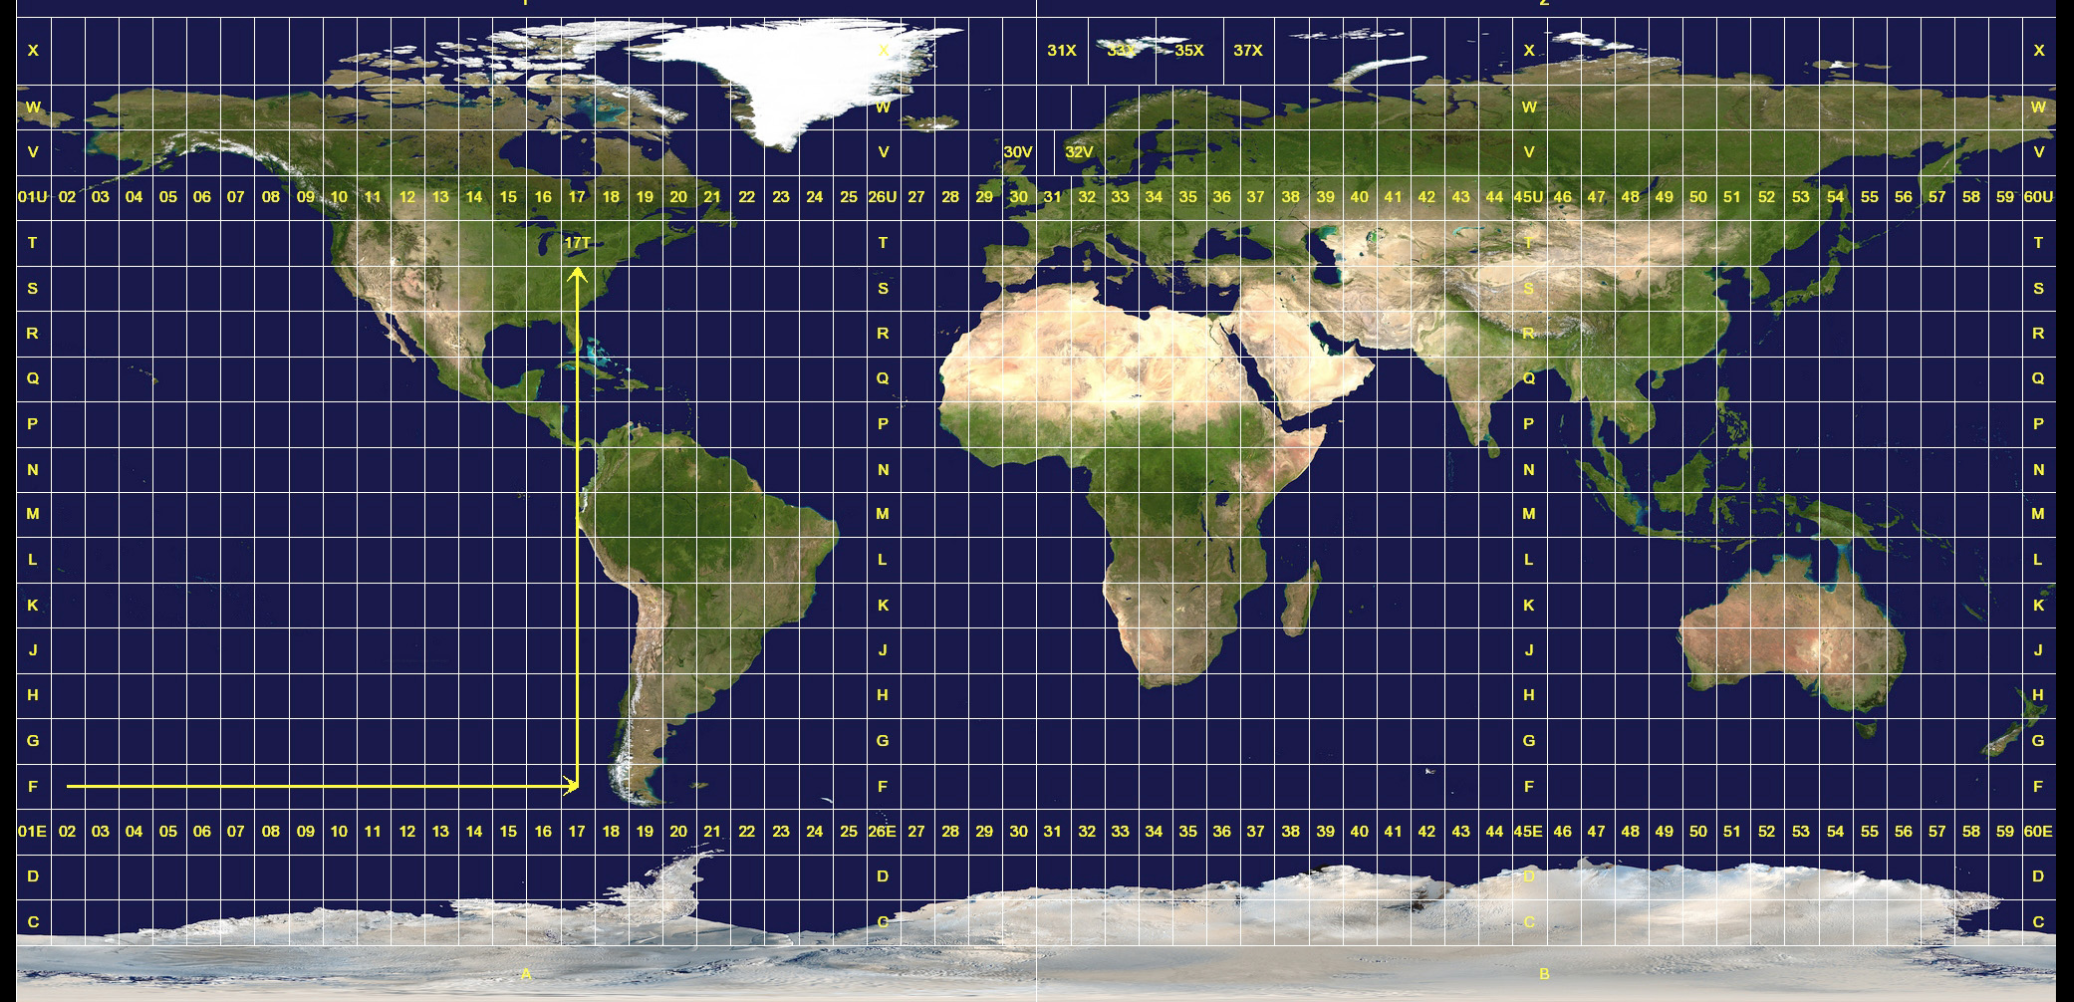 X X 31X 33X 35X 37X X X
W W W W
V V 30V 32V V V
01U 02 03 04 05 06 07 08 09 10 11 12 13 14 15 16 17 18 19 20 21 22 23 24 25 26U 27 28 29 30 31 32 33 34 35 36 37 38 39 40 41 42 43 44 45U 46 47 48 49 50 51 52 53 54 55 56 57 58 59 60U
T 17T T T T
S S S S
R R R R
Q Q Q Q
P P P P
N N N N
M M M M
L L L L
K K K K
J J J J
H H H H
G G G G
F F F F
01E 02 03 04 05 06 07 08 09 10 11 12 13 14 15 16 17 18 19 20 21 22 23 24 25 26E 27 28 29 30 31 32 33 34 35 36 37 38 39 40 41 42 43 44 45E 46 47 48 49 50 51 52 53 54 55 56 57 58 59 60E
D D D
C C C C
A B